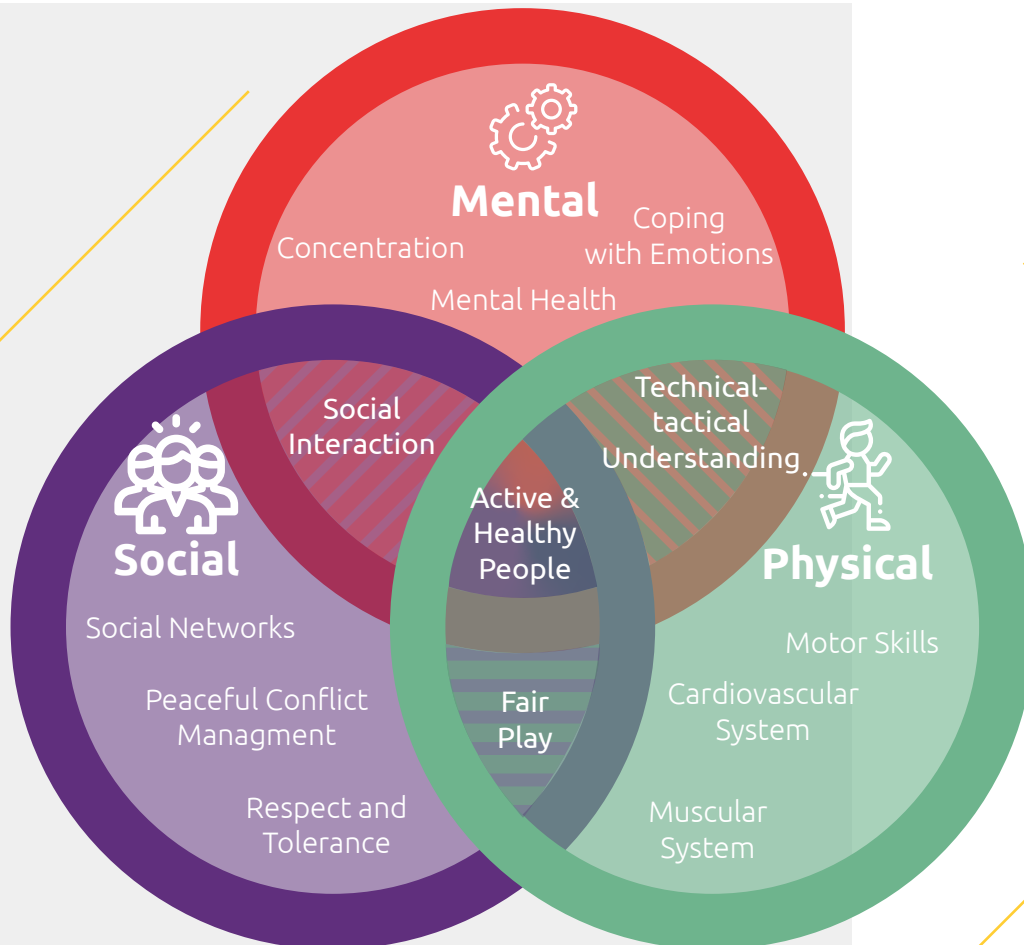 Mental
Concentration
Coping
with Emotions
Mental Health
Social
Interaction
Technical-
tactical
Understanding
Active &
Healthy
People
Social
Social Networks
Peaceful Conflict
Managment
Respect and
Tolerance
Physical
Motor Skills
Cardiovascular
System
Muscular
System
Fair
Play